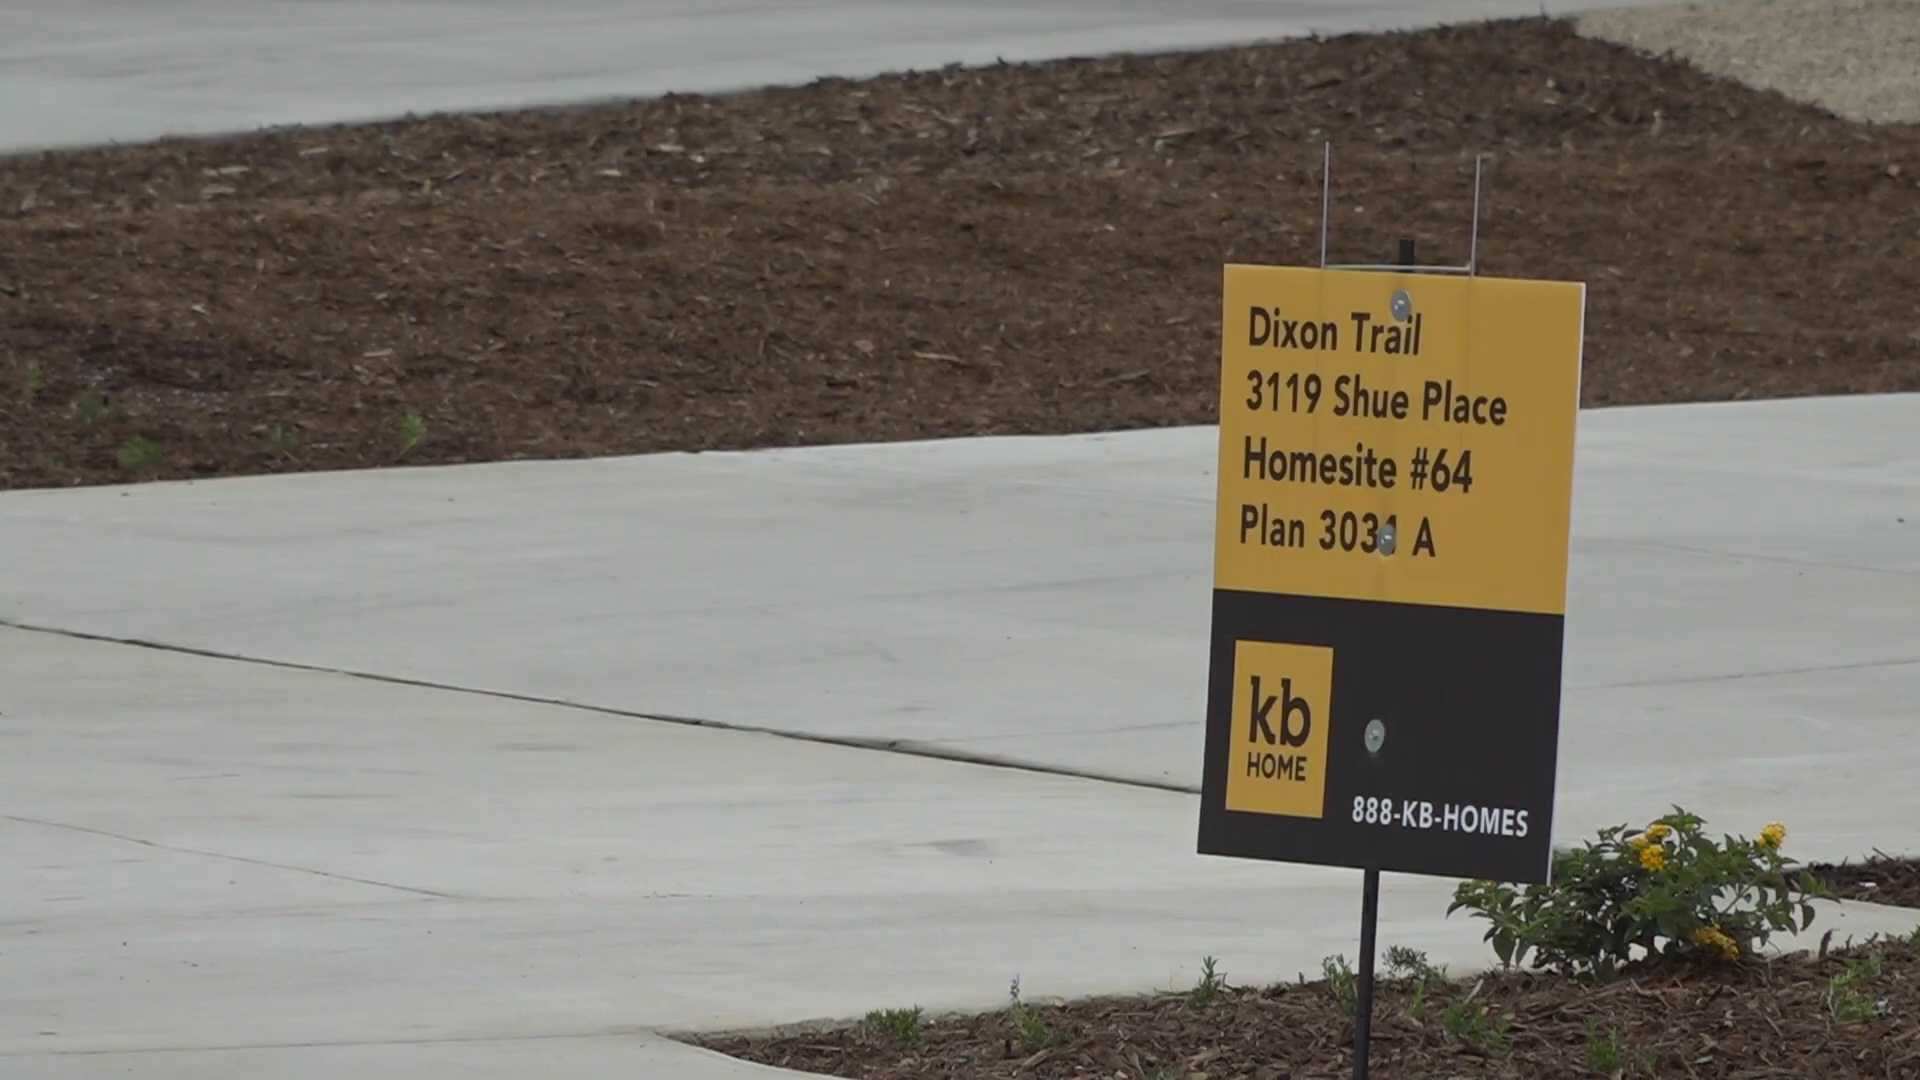 Dixon Trail
3119 Shue Place
Homesite #64
Plan A
kb
HOME
888-KB-HOMES